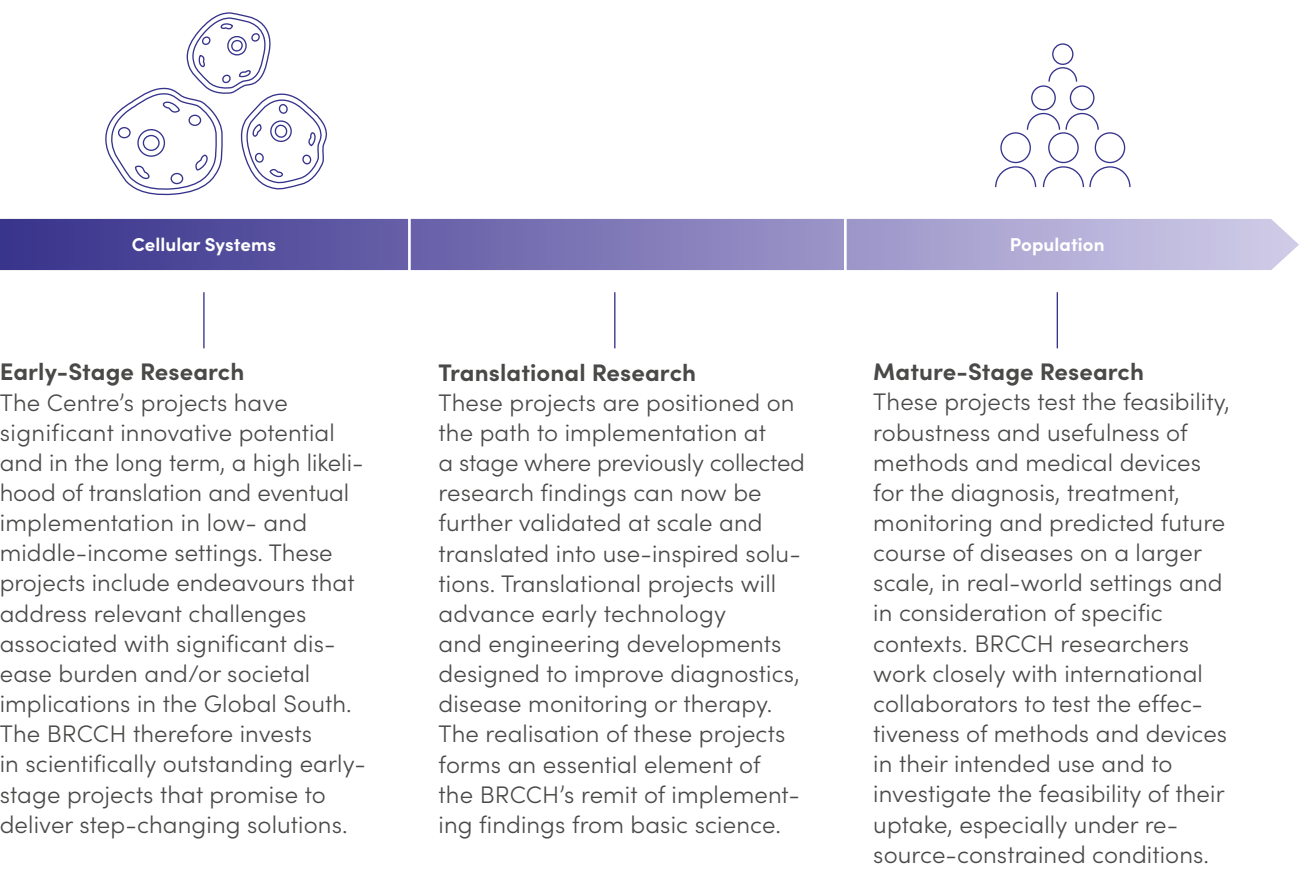 Cellular Systems
Population
Early-Stage Research
The Centre’s projects have
significant innovative potential
and in the long term, a high likeli-
hood of translation and eventual
implementation in low- and
middle-income settings. These
projects include endeavours that
address relevant challenges
associated with significant dis-
ease burden and/or societal
implications in the Global South.
The BRCCH therefore invests
in scientifically outstanding early-
stage projects that promise to
deliver step-changing solutions.
Translational Research
These projects are positioned on
the path to implementation at
a stage where previously collected
research findings can now be
further validated at scale and
translated into use-inspired solu-
tions. Translational projects will
advance early technology
and engineering developments
designed to improve diagnostics,
disease monitoring or therapy.
The realisation of these projects
forms an essential element of
the BRCCH’s remit of implement-
ing findings from basic science.
Mature-Stage Research
These projects test the feasibility,
robustness and usefulness of
methods and medical devices
for the diagnosis, treatment,
monitoring and predicted future
course of diseases on a larger
scale, in real-world settings and
in consideration of specific
contexts. BRCCH researchers
work closely with international
collaborators to test the effec-
tiveness of methods and devices
in their intended use and to
investigate the feasibility of their
uptake, especially under re-
source-constrained conditions.